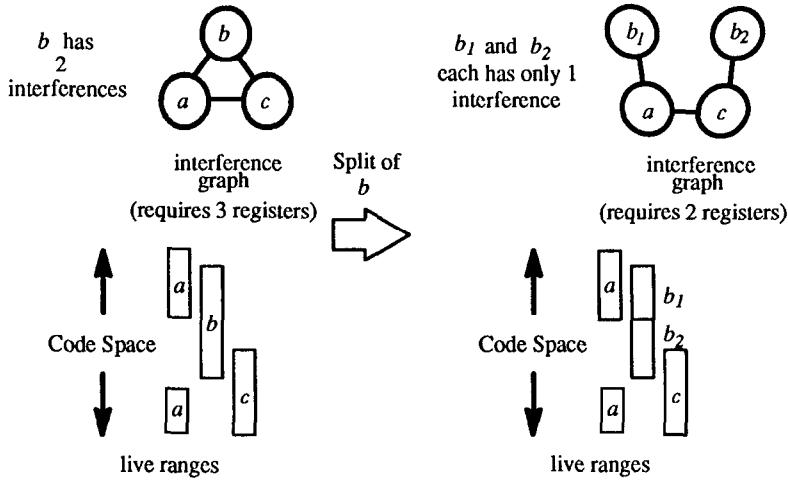 b has
2
interferences
b
a
c
interference
graph
(requires 3 registers)
Split of
b
b1 and b2
each has only 1
interference
b1
b2
a
c
interference
graph
(requires 2 registers)
Code Space
a
b
a
c
live ranges
Code Space
a
b1
b2
a
c
live ranges